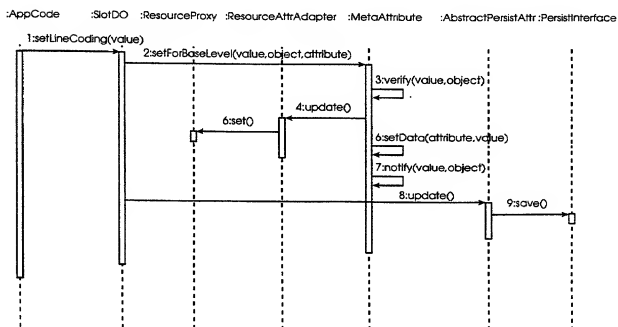 :AppCode :SlotDO :ResourceProxy :ResourceAttrAdapter :MetaAttribute :AbstractPersistAttr :PersistInterface
1:setLineCoding(value)
2:setForBaseLevel(value,object,attribute)
3:verify(value,object)
4:update()
6:set()
6:setData(attribute,value)
7:notify(value,object)
8:update()
9:save()